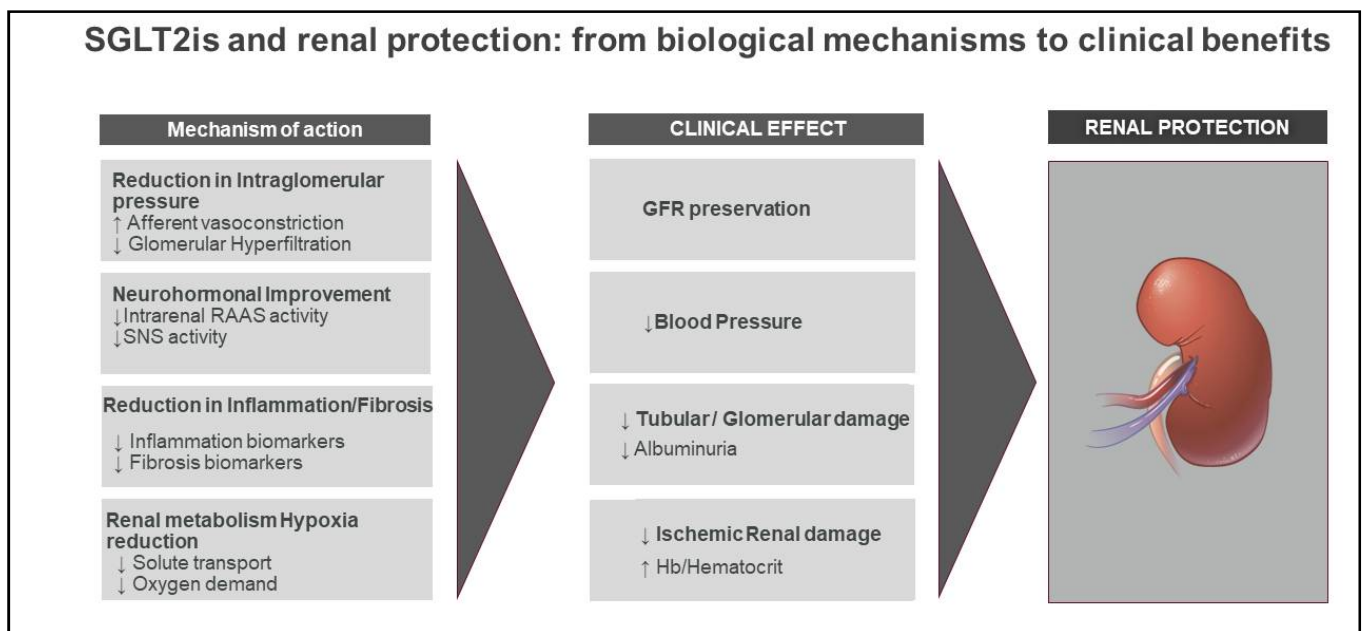 SGLT2is and renal protection: from biological mechanisms to clinical benefits
Mechanism of action
Reduction in Intraglomerular
pressure
↑ Afferent vasoconstriction
↓ Glomerular Hyperfiltration
Neurohormonal Improvement
↓Intrarenal RAAS activity
↓SNS activity
Reduction in Inflammation/Fibrosis
↓ Inflammation biomarkers
↓ Fibrosis biomarkers
Renal metabolism Hypoxia
reduction
↓ Solute transport
↓ Oxygen demand
CLINICAL EFFECT
GFR preservation
↓Blood Pressure
↓ Tubular / Glomerular damage
↓ Albuminuria
↓ Ischemic Renal damage
↑ Hb/Hematocrit
RENAL PROTECTION